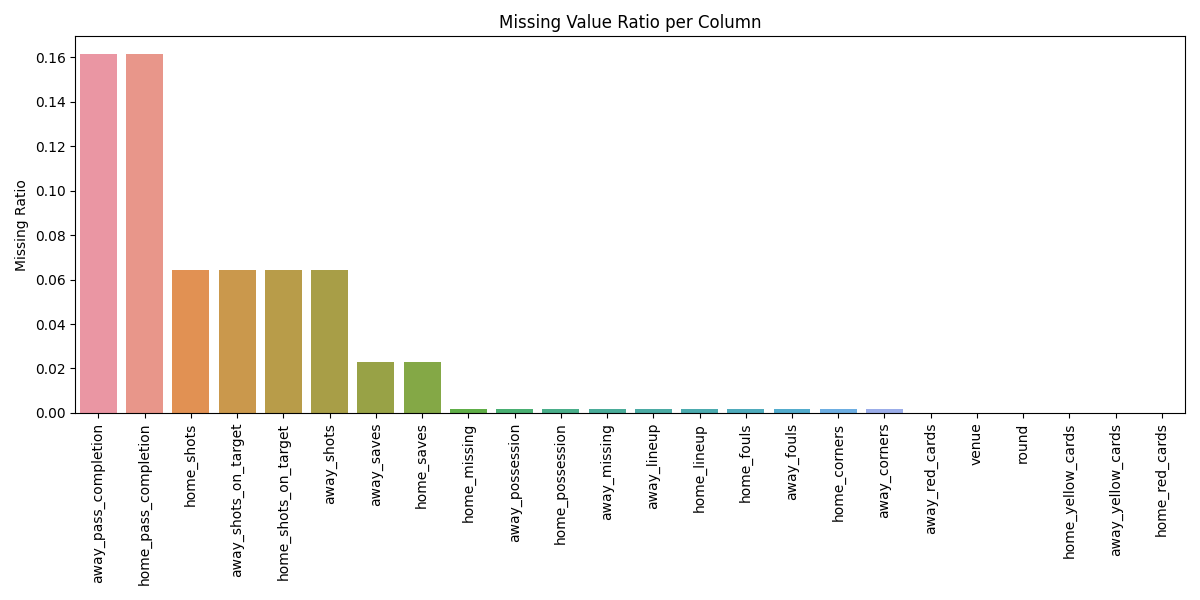 Missing Value Ratio per Column
Missing Ratio
0.16
0.14
0.12
0.10
0.08
0.06
0.04
0.02
0.00
away_pass_completion
home_pass_completion
home_shots
away_shots_on_target
home_shots_on_target
away_shots
away_saves
home_saves
home_missing
away_possession
home_possession
away_missing
away_lineup
home_lineup
home_fouls
away_fouls
home_corners
away_corners
away_red_cards
venue
round
home_yellow_cards
away_yellow_cards
home_red_cards